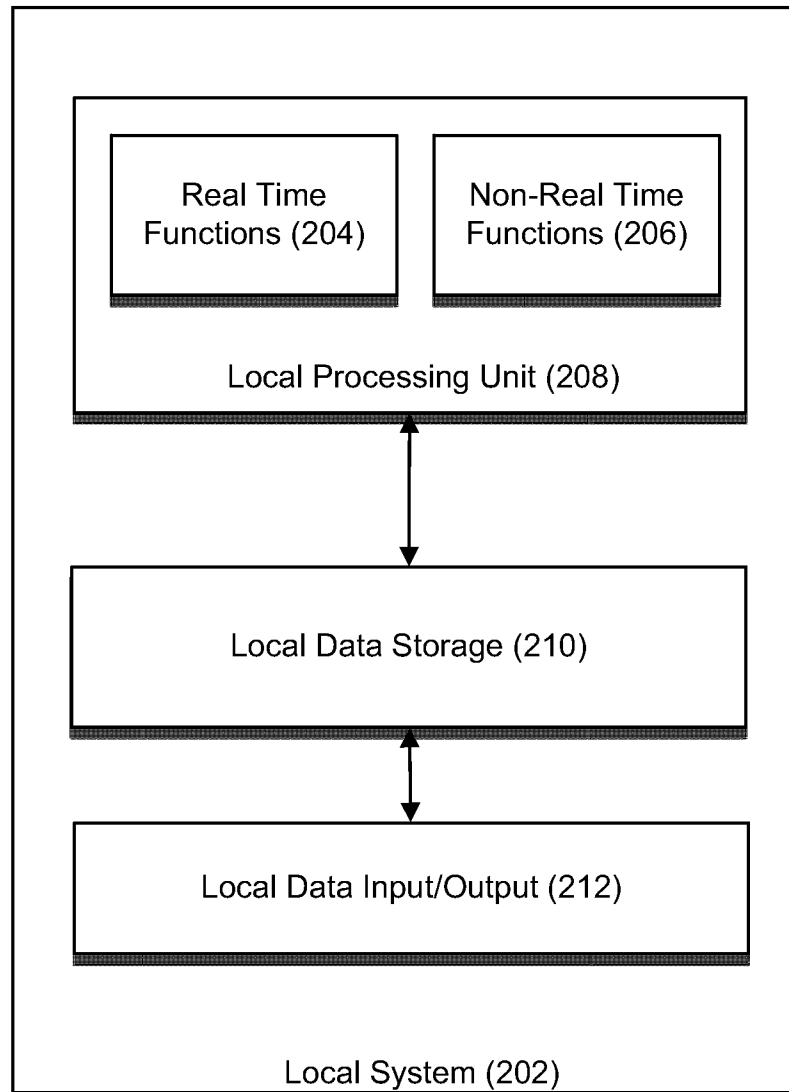 Real Time
Functions (204)
Non-Real Time
Functions (206)
Local Processing Unit (208)
Local Data Storage (210)
Local Data Input/Output (212)
Local System (202)